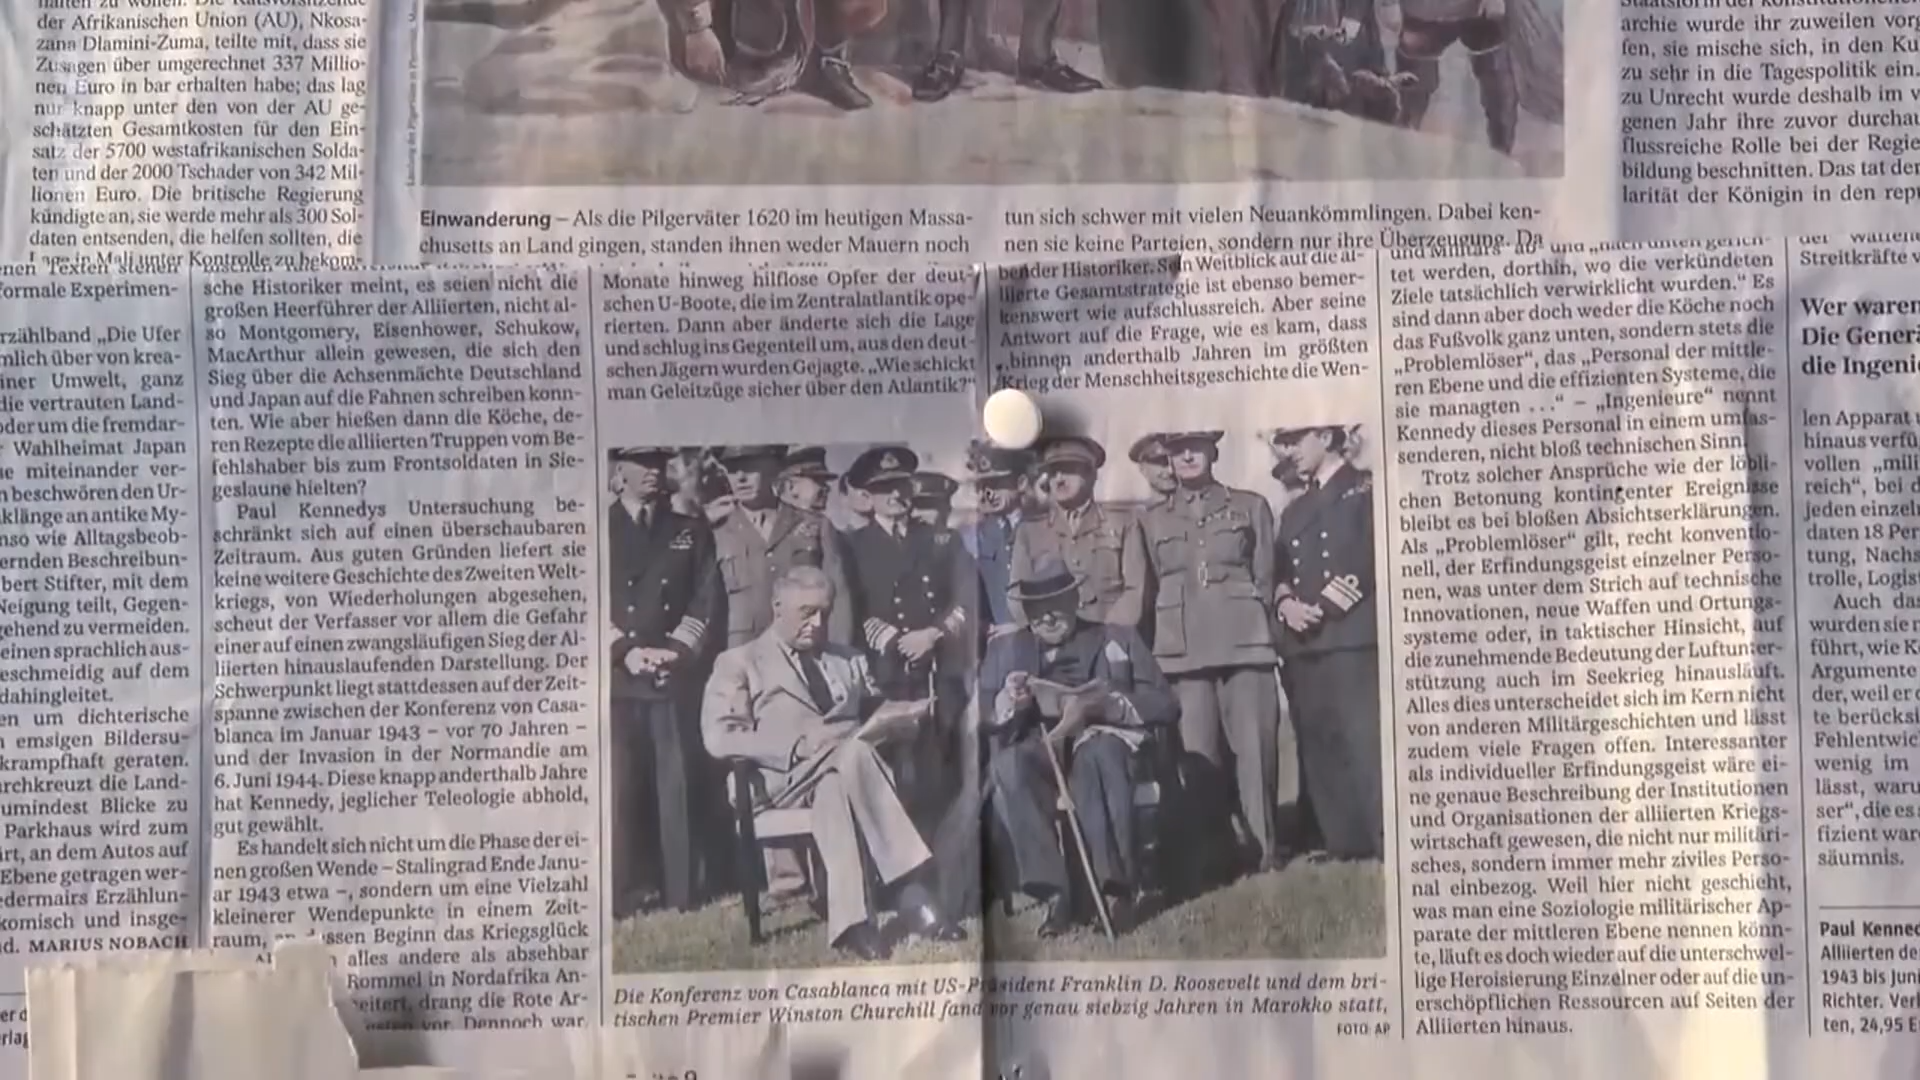 der Afrikanischen Union (AU), Nkosa-
zana Dlamini-Zuma, teilte mit, dass sie
Zusagen über umgerechnet 337 Millio-
nen Euro in bar erhalten habe; das lag
nur knapp unter den von der AU ge-
schätzten Gesamtkosten für den Ein-
satz der 5700 westafrikanischen Solda-
ten und der 2000 Tschader von 342 Mil-
lionen Euro. Die britische Regierung
kündigte an, sie werde mehr als 300 Sol-
daten entsenden, die helfen sollten, die
Lage in Mali unter Kontrolle zu bekom-
Einwanderung – Als die Pilgerväter 1620 im heutigen Massa-
chusetts an Land gingen, standen ihnen weder Mauern noch
tun sich schwer mit vielen Neuankömmlingen. Dabei ken-
nen sie keine Parteien, sondern nur ihre Überzeugung. Da
archie wurde ihr zuweilen vorg
fen, sie mische sich, in den Ku
zu sehr in die Tagespolitik ein.
zu Unrecht wurde deshalb im v
genen Jahr ihre zuvor durchau
flussreiche Rolle bei der Regie
bildung beschnitten. Das tat der
larität der Königin in den repu
nen Texten stehen
formale Experimen-
rzählband „Die Ufer
mlich über von krea-
iner Umwelt, ganz
die vertrauten Land-
oder um die fremdar-
Wahlheimat Japan
e miteinander ver-
n beschwören den Ur-
klänge an antike My-
nso wie Alltagsbeob-
ernden Beschreibun-
bert Stifter, mit dem
Neigung teilt, Gegen-
gehend zu vermeiden.
einen sprachlich aus-
eschmeidig auf dem
dahingleitet.
en um dichterische
n emsigen Bildersu-
krampfhaft geraten.
rchkreuzt die Land-
umindest Blicke zu
Parkhaus wird zum
irt, an dem Autos auf
Ebene getragen wer-
edermairs Erzählun-
komisch und insge-
d. MARIUS NOBACH
sche Historiker meint, es seien nicht die
großen Heerführer der Alliierten, nicht al-
so Montgomery, Eisenhower, Schukow,
MacArthur allein gewesen, die sich den
Sieg über die Achsenmächte Deutschland
und Japan auf die Fahnen schreiben konn-
ten. Wie aber hießen dann die Köche, de-
ren Rezepte die alliierten Truppen vom Be-
fehlshaber bis zum Frontsoldaten in Sie-
geslaune hielten?
Paul Kennedys Untersuchung be-
schränkt sich auf einen überschaubaren
Zeitraum. Aus guten Gründen liefert sie
keine weitere Geschichte des Zweiten Welt-
kriegs, von Wiederholungen abgesehen,
scheut der Verfasser vor allem die Gefahr
einer auf einen zwangsläufigen Sieg der Al-
liierten hinauslaufenden Darstellung. Der
Schwerpunkt liegt stattdessen auf der Zeit-
spanne zwischen der Konferenz von Casa-
blanca im Januar 1943 – vor 70 Jahren –
und der Invasion in der Normandie am
6. Juni 1944. Diese knapp anderthalb Jahre
hat Kennedy, jeglicher Teleologie abhold,
gut gewählt.
Es handelt sich nicht um die Phase der ei-
nen großen Wende – Stalingrad Ende Janu-
ar 1943 etwa –, sondern um eine Vielzahl
kleinerer Wendepunkte in einem Zeit-
raum, an dessen Beginn das Kriegsglück
alles andere als absehbar
Rommel in Nordafrika An-
drang die Rote Ar-
vor. Dennoch war
Monate hinweg hilflose Opfer der deut-
schen U-Boote, die im Zentralatlantik ope-
rierten. Dann aber änderte sich die Lage
und schlug ins Gegenteil um, aus den deut-
schen Jägern wurden Gejagte. „Wie schickt
man Geleitzüge sicher über den Atlantik?“
bender Historiker. Sein Weitblick auf die al-
liierte Gesamtstrategie ist ebenso bemer-
kenswert wie aufschlussreich. Aber seine
Antwort auf die Frage, wie es kam, dass
„binnen anderthalb Jahren im größten
Krieg der Menschheitsgeschichte die Wen-
Die Konferenz von Casablanca mit US-Präsident Franklin D. Roosevelt und dem bri-
tischen Premier Winston Churchill fand vor genau siebzig Jahren in Marokko statt,
FOTO: AP
und Militärs ab und „nach unten gerich-
tet werden, dorthin, wo die verkündeten
Ziele tatsächlich verwirklicht wurden.“ Es
sind dann aber doch weder die Köche noch
das Fußvolk ganz unten, sondern stets die
„Problemlöser“, das „Personal der mittle-
ren Ebene und die effizienten Systeme, die
sie managten . . .“ – „Ingenieure“ nennt
Kennedy dieses Personal in einem umfas-
senderen, nicht bloß technischen Sinn.
Trotz solcher Ansprüche wie der löbli-
chen Betonung kontingenter Ereignisse
bleibt es bei bloßen Absichtserklärungen.
Als „Problemlöser“ gilt, recht konventio-
nell, der Erfindungsgeist einzelner Perso-
nen, was unter dem Strich auf technische
Innovationen, neue Waffen und Ortungs-
systeme oder, in taktischer Hinsicht, auf
die zunehmende Bedeutung der Luftunter-
stützung auch im Seekrieg hinausläuft.
Alles dies unterscheidet sich im Kern nicht
von anderen Militärgeschichten und lässt
zudem viele Fragen offen. Interessanter
als individueller Erfindungsgeist wäre ei-
ne genaue Beschreibung der Institutionen
und Organisationen der alliierten Kriegs-
wirtschaft gewesen, die nicht nur militäri-
sches, sondern immer mehr ziviles Perso-
nal einbezog. Weil hier nicht geschieht,
was man eine Soziologie militärischer Ap-
parate der mittleren Ebene nennen könn-
te, läuft es doch wieder auf die unterschwel-
lige Heroisierung Einzelner oder auf die un-
erschöpflichen Ressourcen auf Seiten der
Alliierten hinaus.
Streitkräfte v
Wer waren
Die Generä
die Ingenie
len Apparat u
hinaus verfü
vollen „mili
reich“, bei d
jeden einzeln
daten 18 Per
tung, Nachs
trolle, Logist
Auch das
wurden sie n
führt, wie K
Argumente
der, weil er d
te berücksi
Fehlentwic
wenig im
lässt, waru
ser“, die es
fizient ware
säumnis.
Paul Kenned
Alliierten de
1943 bis Juni
Richter. Verl
ten, 24,95 E